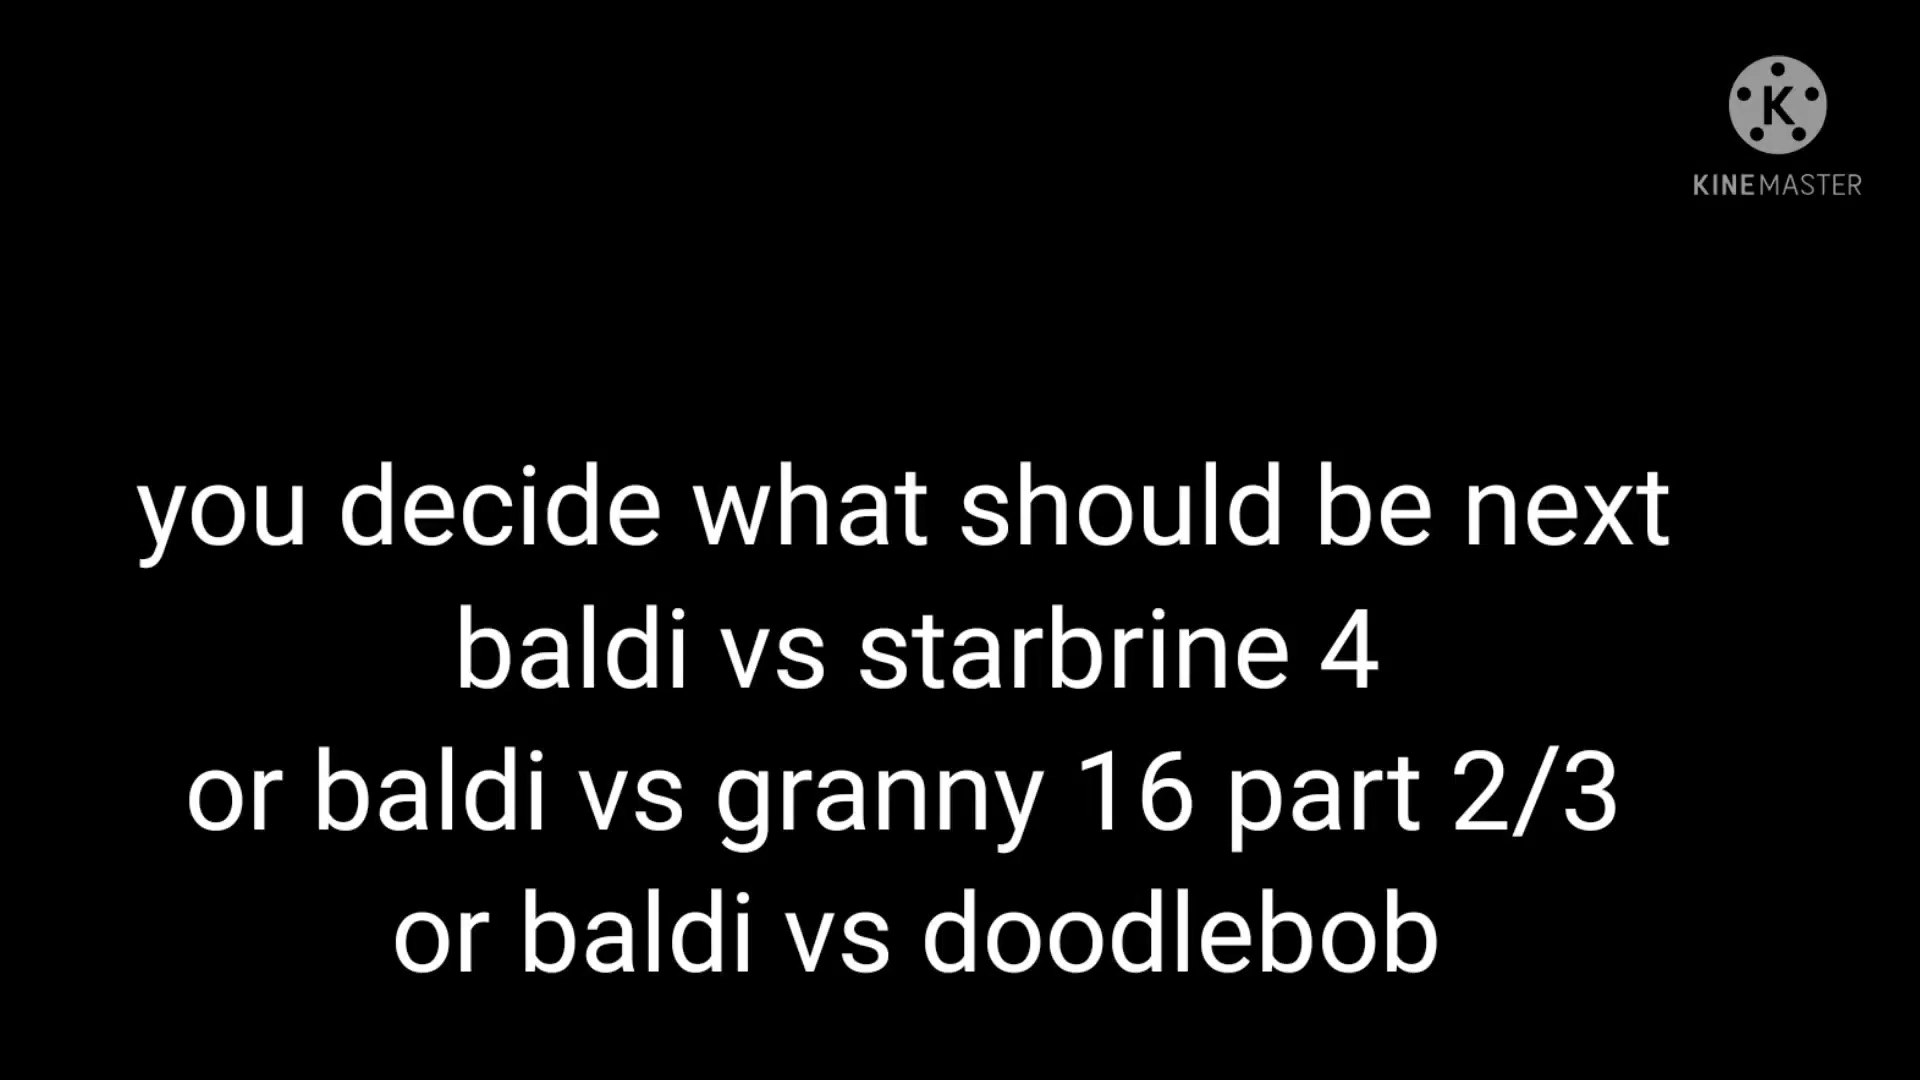 K
KINEMASTER
you decide what should be next
baldi vs starbrine 4
or baldi vs granny 16 part 2/3
or baldi vs doodlebob